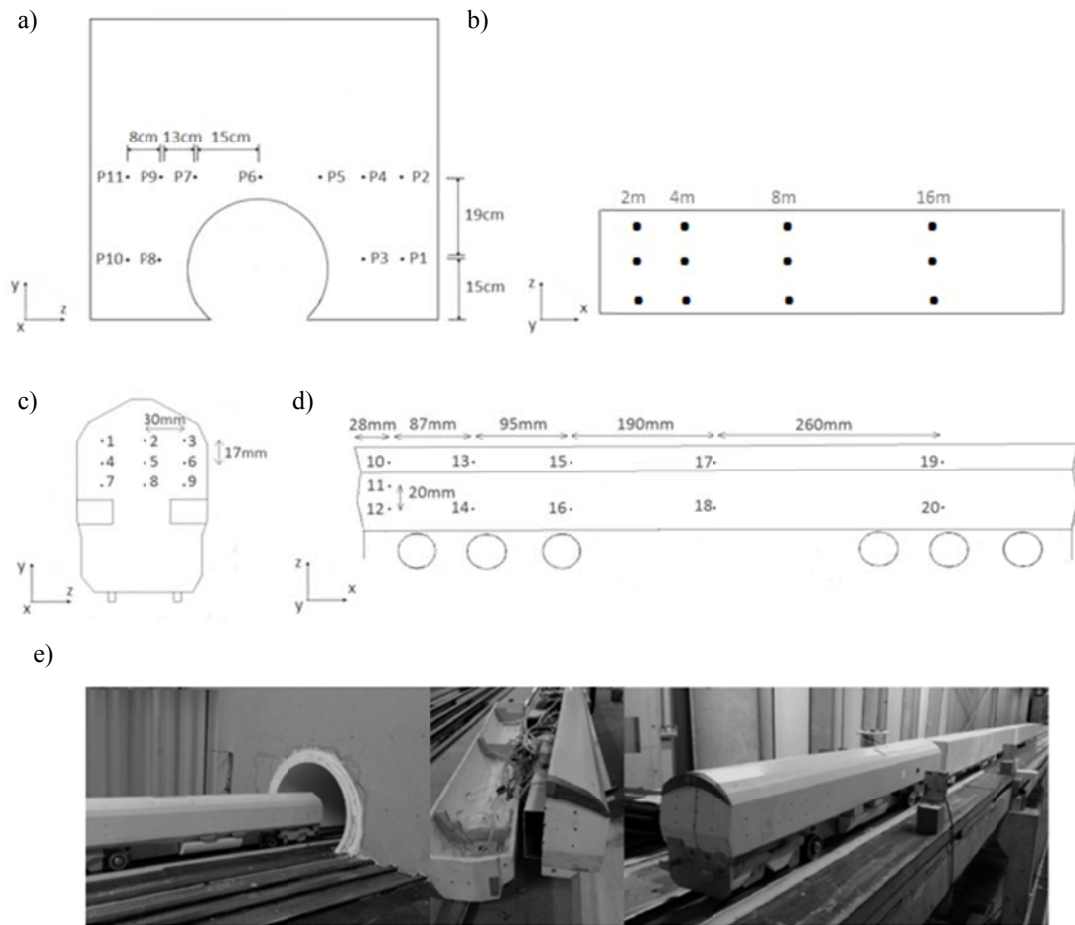 a)
8cm 13cm 15cm
P11 P9 P7 P6 P5 P4 P2
19cm
P10 P8 P3 P1
15cm
y
z
x
b)
2m 4m 8m 16m
z
x
y
c)
30mm
1 2 3
17mm
4 5 6
7 8 9
y
z
x
d)
28mm 87mm 95mm 190mm 260mm
10 13 15 17 19
11
20mm
12 14 16 18 20
z
x
y
e)